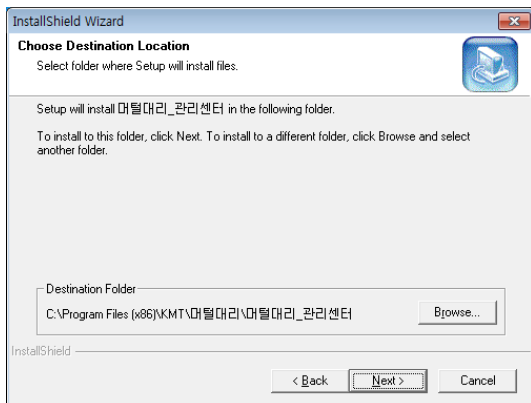 InstallShield Wizard
Choose Destination Location
Select folder where Setup will install files.
Setup will install 머털대리_관리센터 in the following folder.
To install to this folder, click Next. To install to a different folder, click Browse and select
another folder.
Destination Folder
C:\Program Files (x86)\KMT\머털대리\머털대리_관리센터
Browse...
InstallShield
< Back
Next >
Cancel